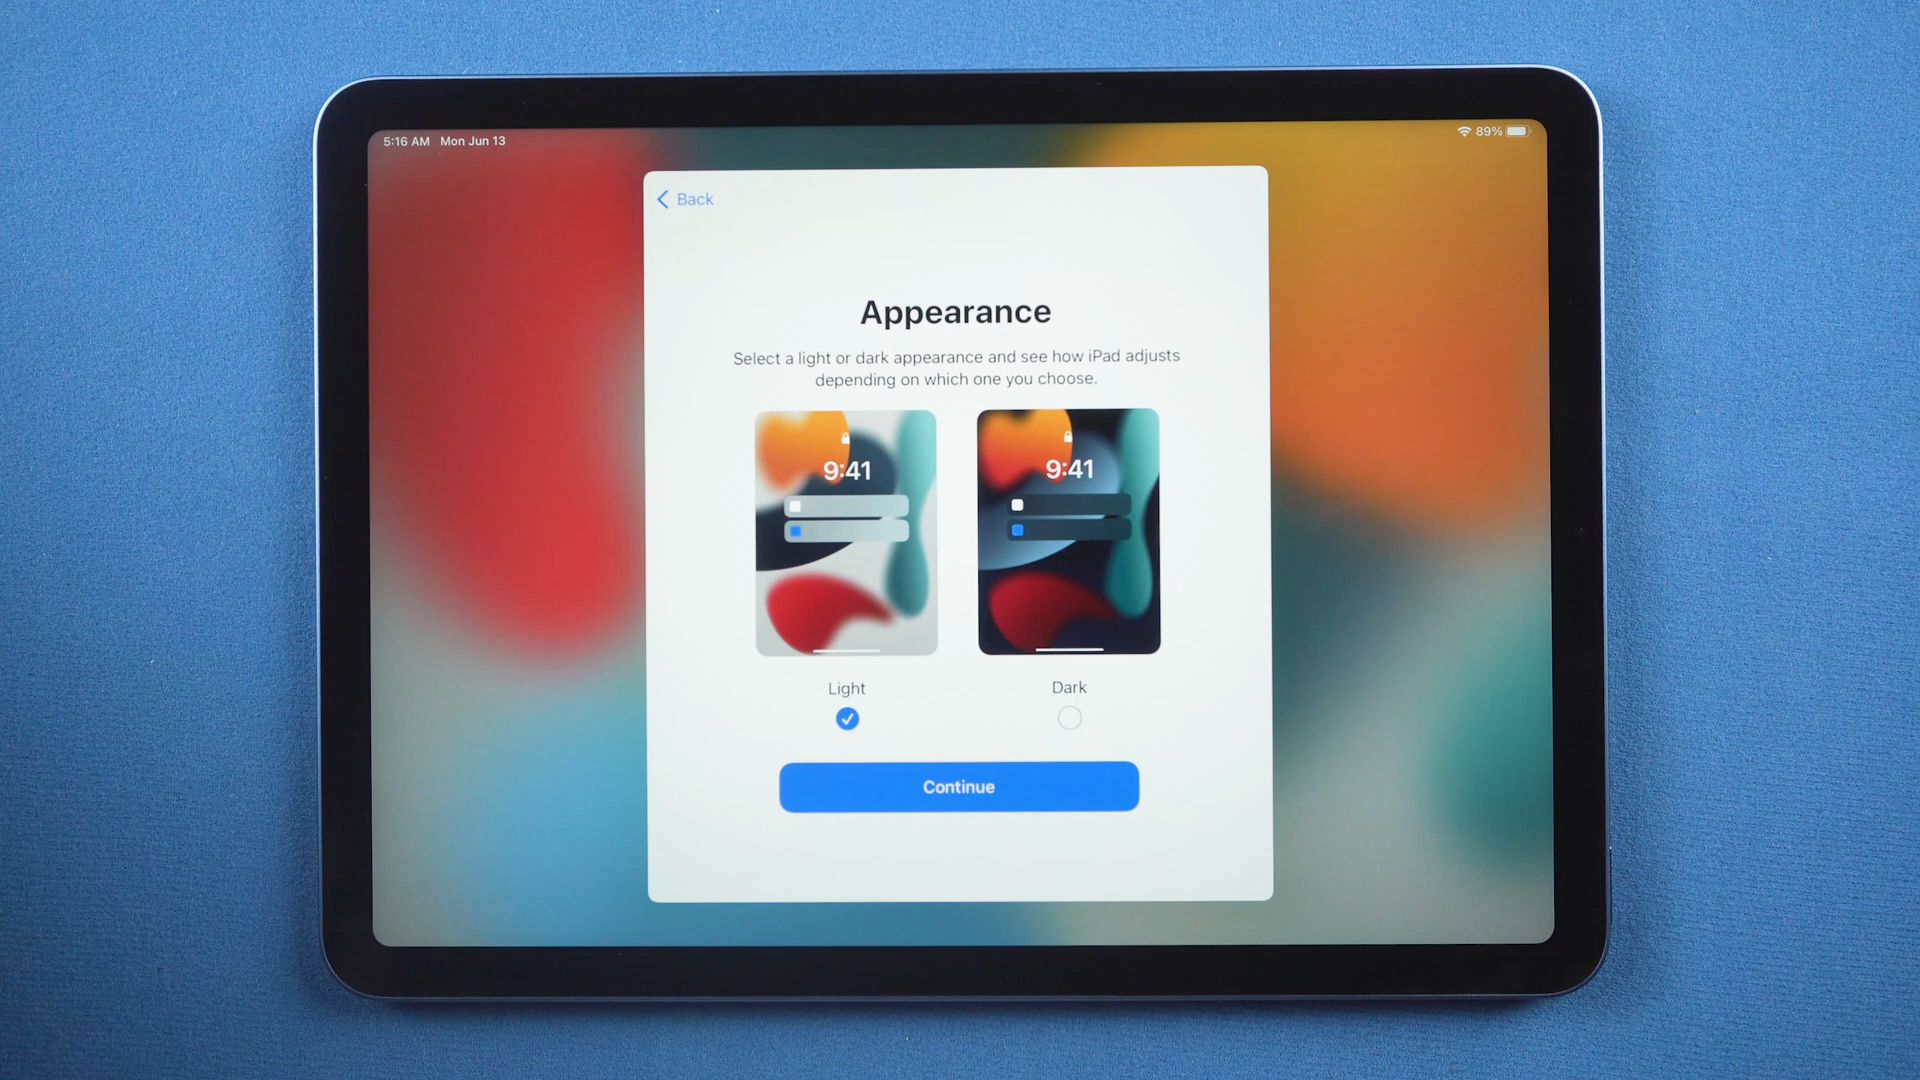 5:16 AM Mon Jun 13
89%
Back
Appearance
Select a light or dark appearance and see how iPad adjusts
depending on which one you choose.
9:41
9:41
Light
Dark
Continue